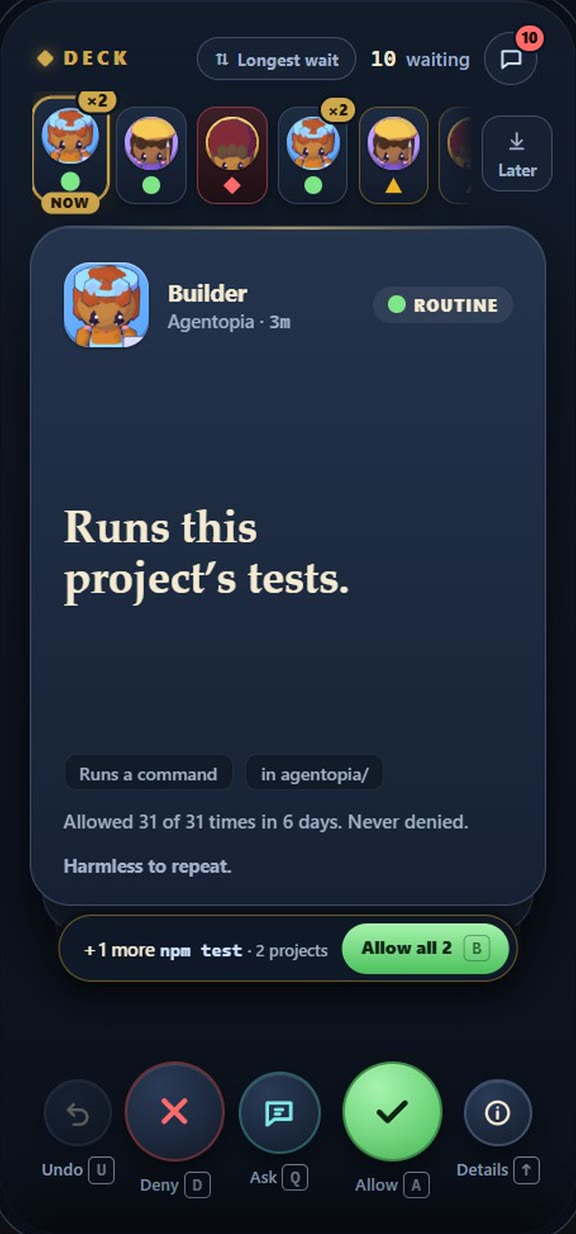 DECK
Longest wait
10 waiting
10
×2
×2
NOW
Later
Builder
Agentopia · 3m
ROUTINE
Runs this
project’s tests.
Runs a command
in agentopia/
Allowed 31 of 31 times in 6 days. Never denied.
Harmless to repeat.
+1 more npm test · 2 projects
Allow all 2 B
Undo U
Deny D
Ask Q
Allow A
Details ↑